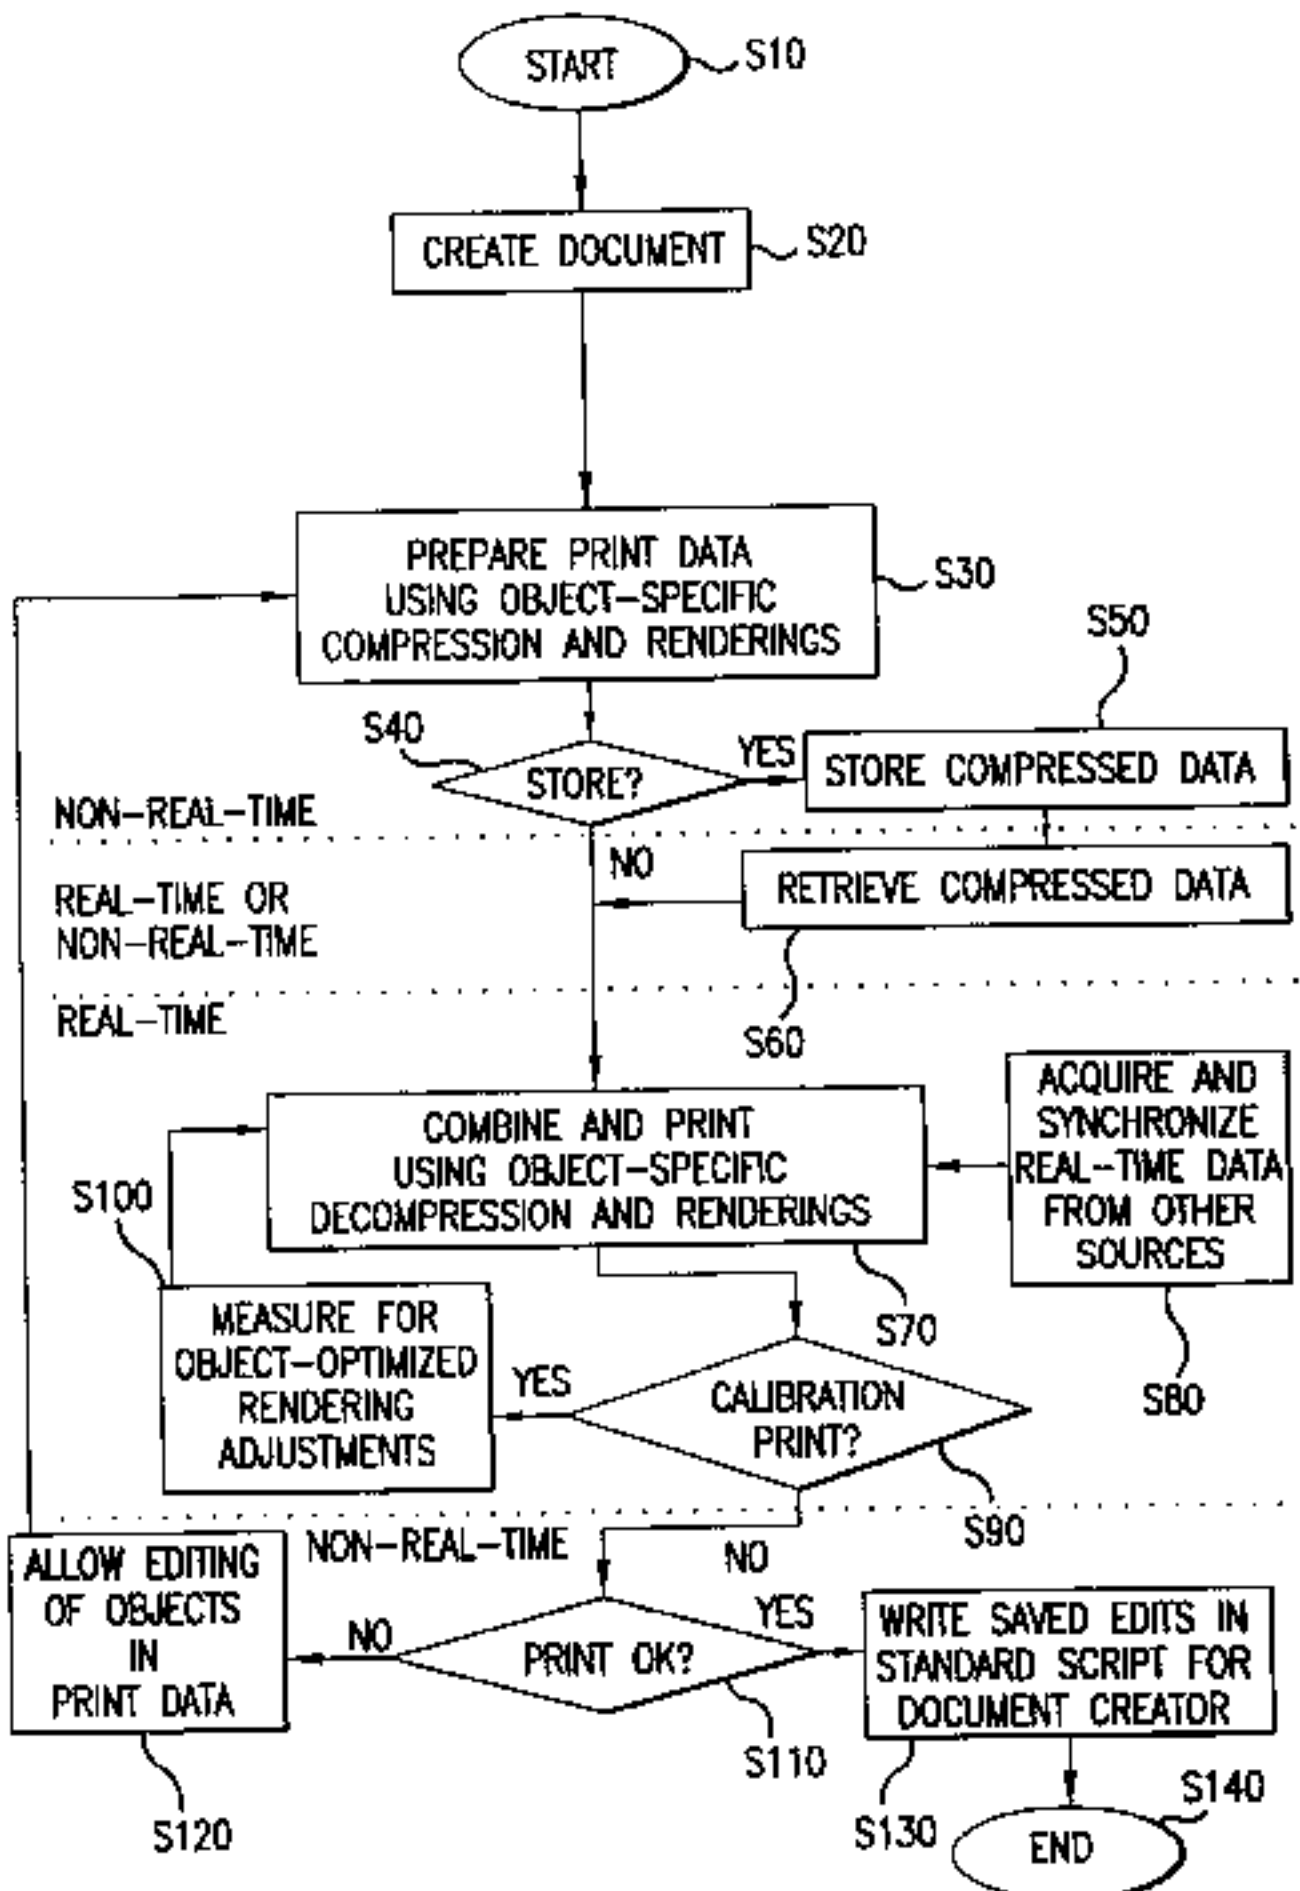 START
S10
CREATE DOCUMENT
S20
PREPARE PRINT DATA
USING OBJECT-SPECIFIC
COMPRESSION AND RENDERINGS
S30
S40
STORE?
YES
S50
STORE COMPRESSED DATA
NON-REAL-TIME
NO
RETRIEVE COMPRESSED DATA
REAL-TIME OR
NON-REAL-TIME
REAL-TIME
S60
COMBINE AND PRINT
USING OBJECT-SPECIFIC
DECOMPRESSION AND RENDERINGS
ACQUIRE AND
SYNCHRONIZE
REAL-TIME DATA
FROM OTHER
SOURCES
S100
S70
S80
MEASURE FOR
OBJECT-OPTIMIZED
RENDERING
ADJUSTMENTS
YES
CALIBRATION
PRINT?
S90
NON-REAL-TIME
NO
ALLOW EDITING
OF OBJECTS
IN
PRINT DATA
NO
PRINT OK?
YES
WRITE SAVED EDITS IN
STANDARD SCRIPT FOR
DOCUMENT CREATOR
S110
S120
S130
S140
END